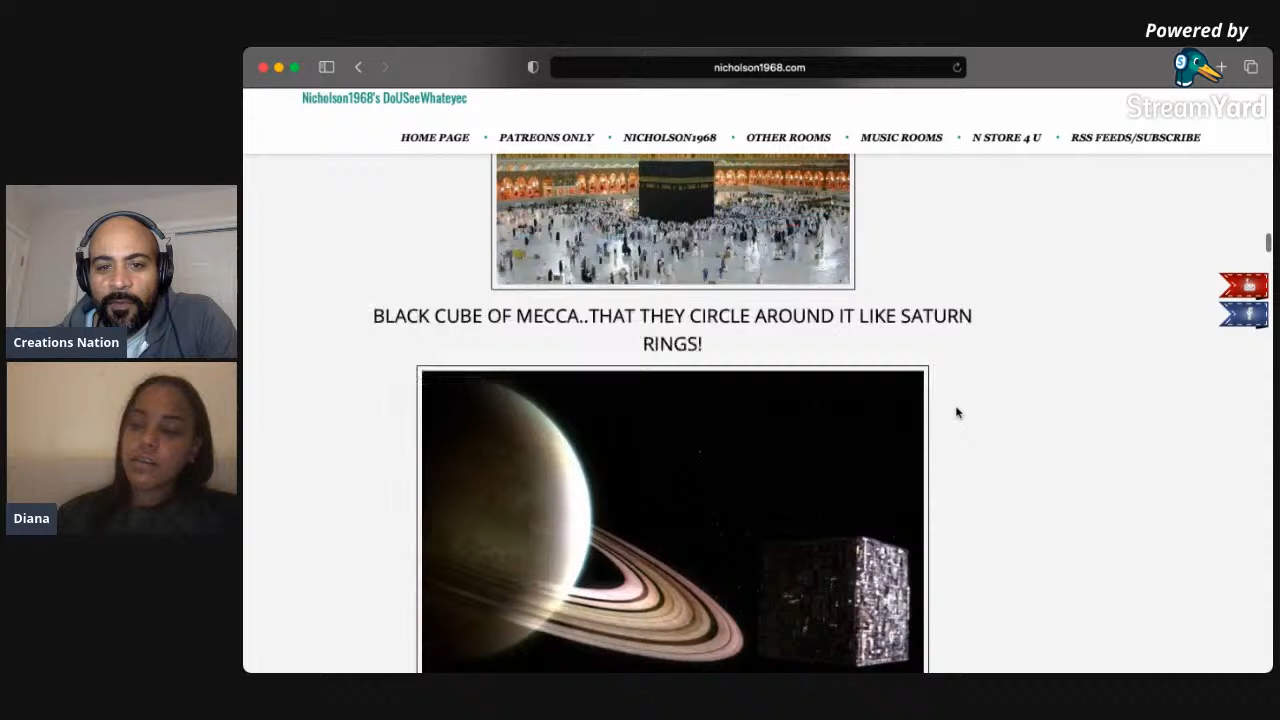 Powered by
StreamYard
nicholson1968.com
Nicholson1968's DoUSeeWhateyec
HOME PAGE • PATREONS ONLY • NICHOLSON1968 • OTHER ROOMS • MUSIC ROOMS • N STORE 4 U • RSS FEEDS/SUBSCRIBE
BLACK CUBE OF MECCA..THAT THEY CIRCLE AROUND IT LIKE SATURN
RINGS!
Creations Nation
Diana